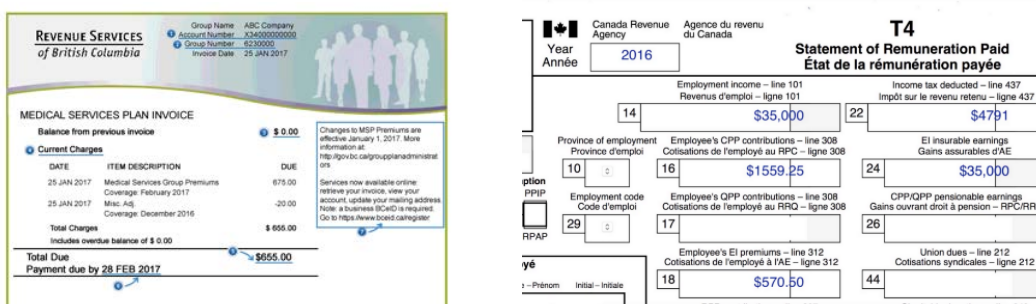 REVENUE SERVICES
of British Columbia
Group Name ABC Company
Account Number X34000000000
Group Number 6230000
Invoice Date 25 JAN 2017
MEDICAL SERVICES PLAN INVOICE
Balance from previous invoice $ 0.00
Current Charges
DATE ITEM DESCRIPTION DUE
25 JAN 2017 Medical Services Group Premiums 675.00
Coverage: February 2017
25 JAN 2017 Misc. Adj. -20.00
Coverage: December 2016
Total Charges $ 655.00
Includes overdue balance of $ 0.00
Total Due $655.00
Payment due by 28 FEB 2017
Changes to MSP Premiums are
effective January 1, 2017. More
information at:
http://gov.bc.ca/groupplanadministrat
ors
Services now available online:
retrieve your invoice, view your
account, update your mailing address.
Note: a business BCeID is required.
Go to https://www.bceid.ca/register
Canada Revenue Agence du revenu
Agency du Canada
Year
Année
2016
T4
Statement of Remuneration Paid
État de la rémunération payée
Employment income – line 101
Revenus d'emploi – ligne 101
14 $35,000
Income tax deducted – line 437
Impôt sur le revenu retenu – ligne 437
22 $4791
Province of employment
Province d'emploi
10
Employee's CPP contributions – line 308
Cotisations de l'employé au RPC – ligne 308
16 $1559.25
EI insurable earnings
Gains assurables d'AE
24 $35,000
ption
PPIP
RPAP
Employment code
Code d'emploi
29
Employee's QPP contributions – line 308
Cotisations de l'employé au RRQ – ligne 308
17
CPP/QPP pensionable earnings
Gains ouvrant droit à pension – RPC/RR
26
yé
– Prénom Initial – Initiale
Employee's EI premiums – line 312
Cotisations de l'employé à l'AE – ligne 312
18 $570.50
Union dues – line 212
Cotisations syndicales – ligne 212
44